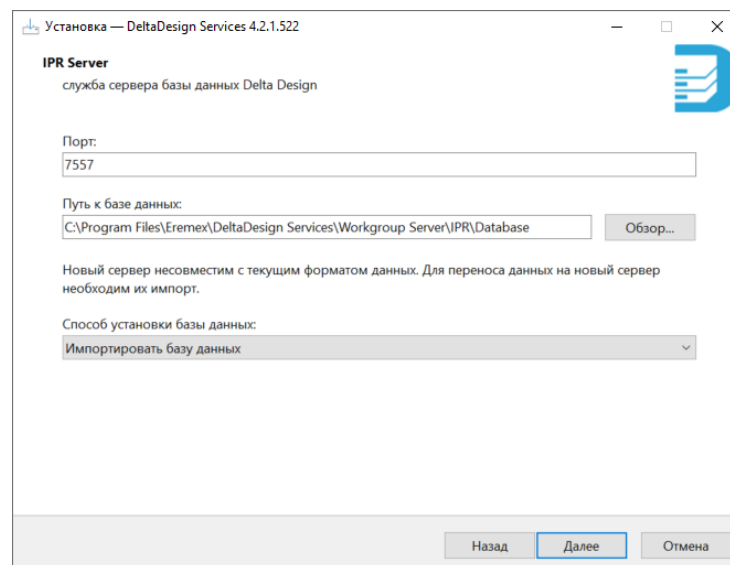 Установка — DeltaDesign Services 4.2.1.522
IPR Server
служба сервера базы данных Delta Design
Порт:
7557
Путь к базе данных:
C:\Program Files\Eremex\DeltaDesign Services\Workgroup Server\IPR\Database
Обзор...
Новый сервер несовместим с текущим форматом данных. Для переноса данных на новый сервер
необходим их импорт.
Способ установки базы данных:
Импортировать базу данных
Назад
Далее
Отмена